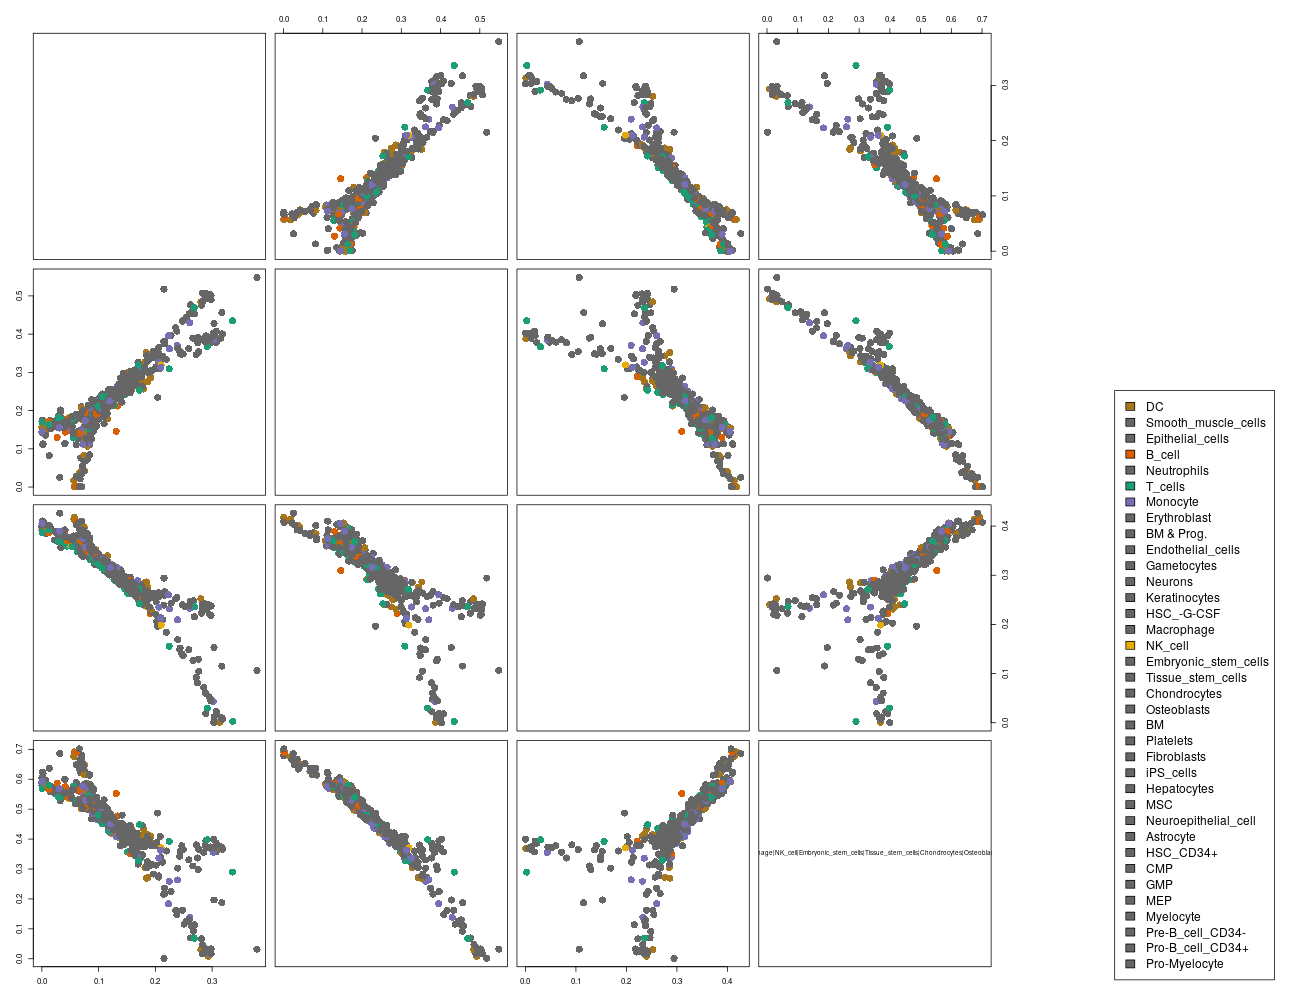 0.0 0.1 0.2 0.3 0.4 0.5
0.0 0.1 0.2 0.3 0.4 0.5 0.6 0.7
0.3
0.2
0.1
0.0
0.5
0.4
0.3
0.2
0.1
0.0
0.4
0.3
0.2
0.1
0.0
0.7
0.6
0.5
0.4
0.3
0.2
0.1
0.0
|NK_cell|Embryonic_stem_cells|Tissue_stem_cells|Chondrocytes|
0.0 0.1 0.2 0.3
0.0 0.1 0.2 0.3 0.4
DC
Smooth_muscle_cells
Epithelial_cells
B_cell
Neutrophils
T_cells
Monocyte
Erythroblast
BM & Prog.
Endothelial_cells
Gametocytes
Neurons
Keratinocytes
HSC_-G-CSF
Macrophage
NK_cell
Embryonic_stem_cells
Tissue_stem_cells
Chondrocytes
Osteoblasts
BM
Platelets
Fibroblasts
iPS_cells
Hepatocytes
MSC
Neuroepithelial_cell
Astrocyte
HSC_CD34+
CMP
GMP
MEP
Myelocyte
Pre-B_cell_CD34-
Pro-B_cell_CD34+
Pro-Myelocyte